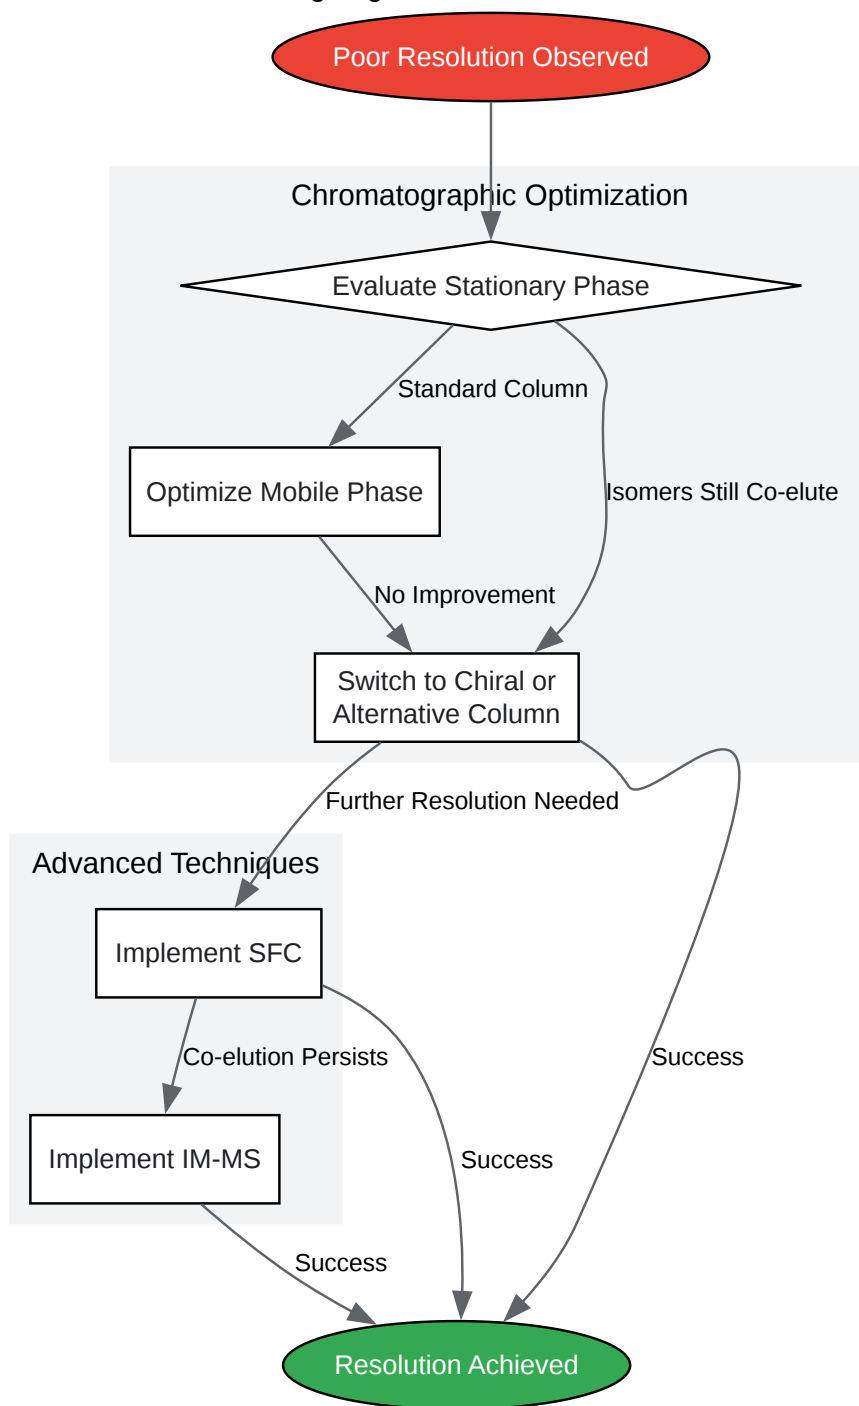 Poor Resolution Observed
Chromatographic Optimization
Evaluate Stationary Phase
Standard Column
Optimize Mobile Phase
Isomers Still Co-elute
No Improvement
Switch to Chiral or
Alternative Column
Further Resolution Needed
Advanced Techniques
Implement SFC
Co-elution Persists
Success
Implement IM-MS
Success
Success
Resolution Achieved